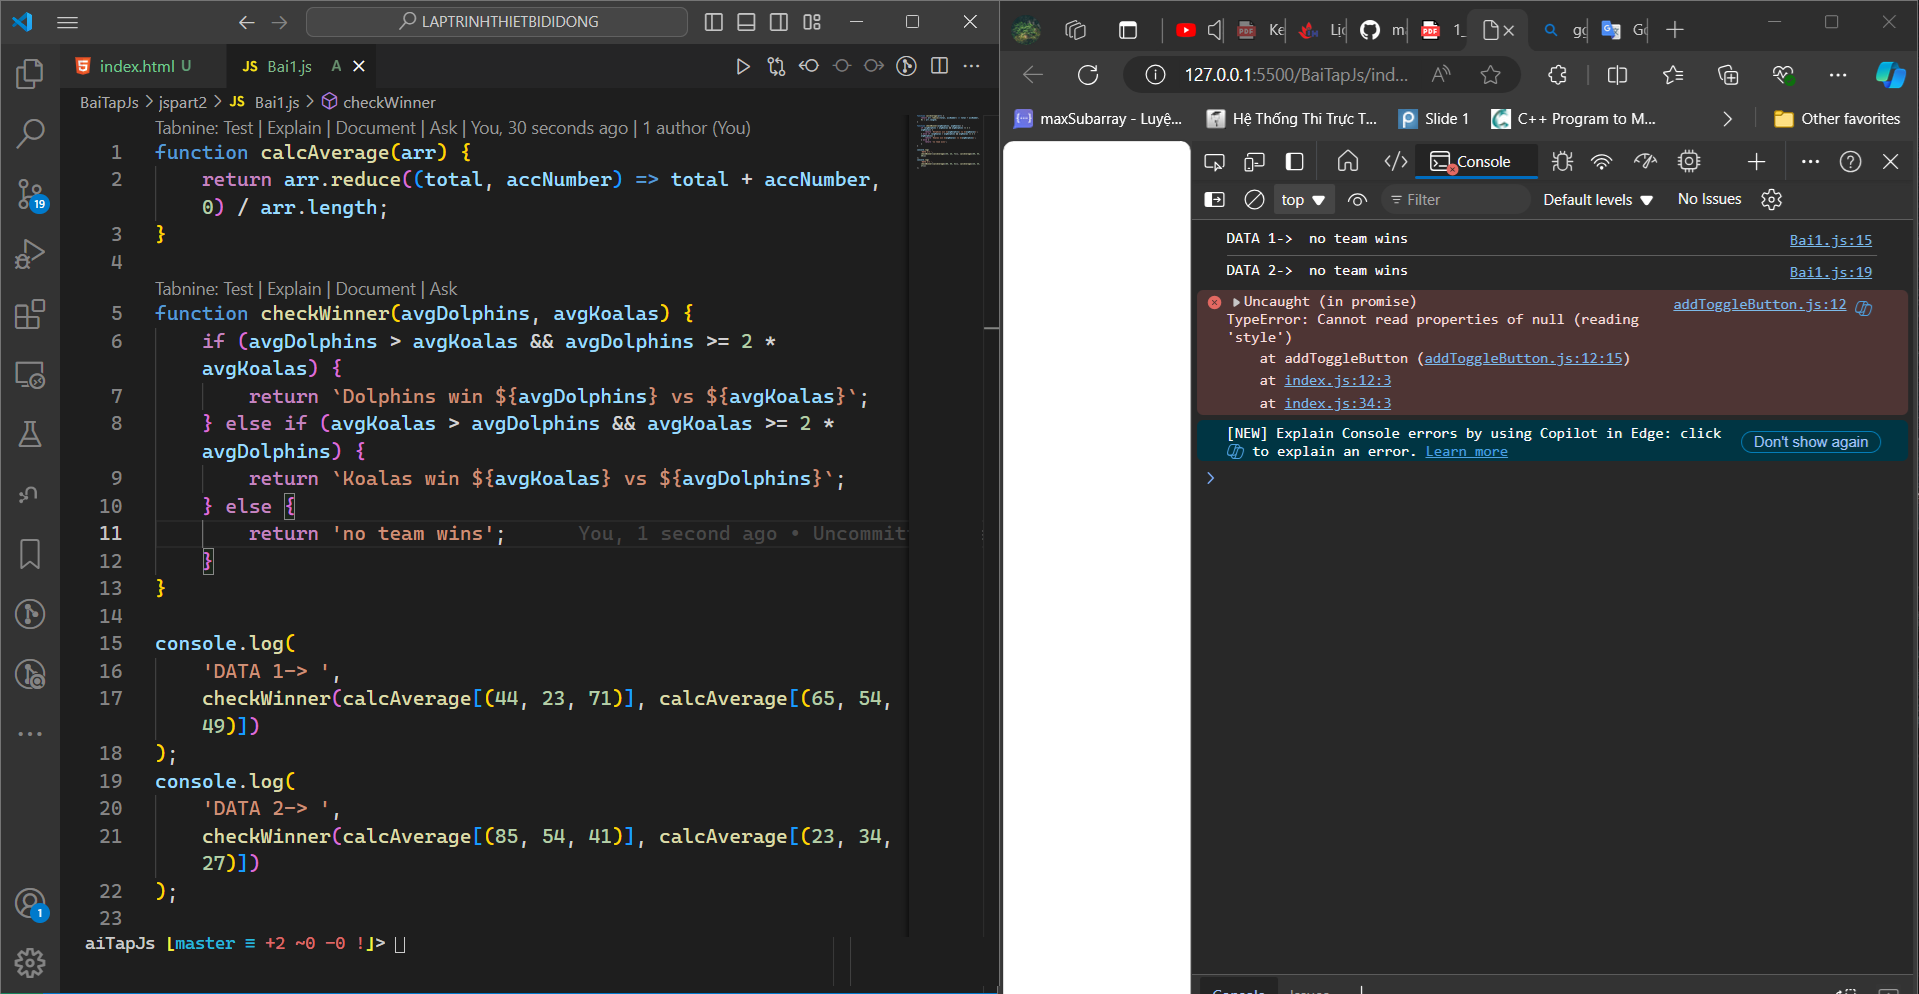 LAPTRINHTHIETBIDIDONG
index.html U
JS Bai1.js A
BaiTapJs > jspart2 > JS Bai1.js > checkWinner
Tabnine: Test | Explain | Document | Ask | You, 30 seconds ago | 1 author (You)
1 function calcAverage(arr) {
2 return arr.reduce((total, accNumber) => total + accNumber,
0) / arr.length;
3 }
4
Tabnine: Test | Explain | Document | Ask
5 function checkWinner(avgDolphins, avgKoalas) {
6 if (avgDolphins > avgKoalas && avgDolphins >= 2 *
avgKoalas) {
7 return `Dolphins win ${avgDolphins} vs ${avgKoalas}`;
8 } else if (avgKoalas > avgDolphins && avgKoalas >= 2 *
avgDolphins) {
9 return `Koalas win ${avgKoalas} vs ${avgDolphins}`;
10 } else {
11 return 'no team wins'; You, 1 second ago • Uncommit
12 }
13 }
14
15 console.log(
16 'DATA 1-> ',
17 checkWinner(calcAverage[(44, 23, 71)], calcAverage[(65, 54,
49)])
18 );
19 console.log(
20 'DATA 2-> ',
21 checkWinner(calcAverage[(85, 54, 41)], calcAverage[(23, 34,
27)])
22 );
23
aiTapJs [master ≡ +2 ~0 -0 !]>
19
1
127.0.0.1:5500/BaiTapJs/ind...
maxSubarray - Luyệ... Hệ Thống Thi Trực T... Slide 1 C++ Program to M... Other favorites
Console
top Filter Default levels No Issues
DATA 1-> no team wins Bai1.js:15
DATA 2-> no team wins Bai1.js:19
Uncaught (in promise) addToggleButton.js:12
TypeError: Cannot read properties of null (reading
'style')
at addToggleButton (addToggleButton.js:12:15)
at index.js:12:3
at index.js:34:3
[NEW] Explain Console errors by using Copilot in Edge: click
to explain an error. Learn more
Don't show again